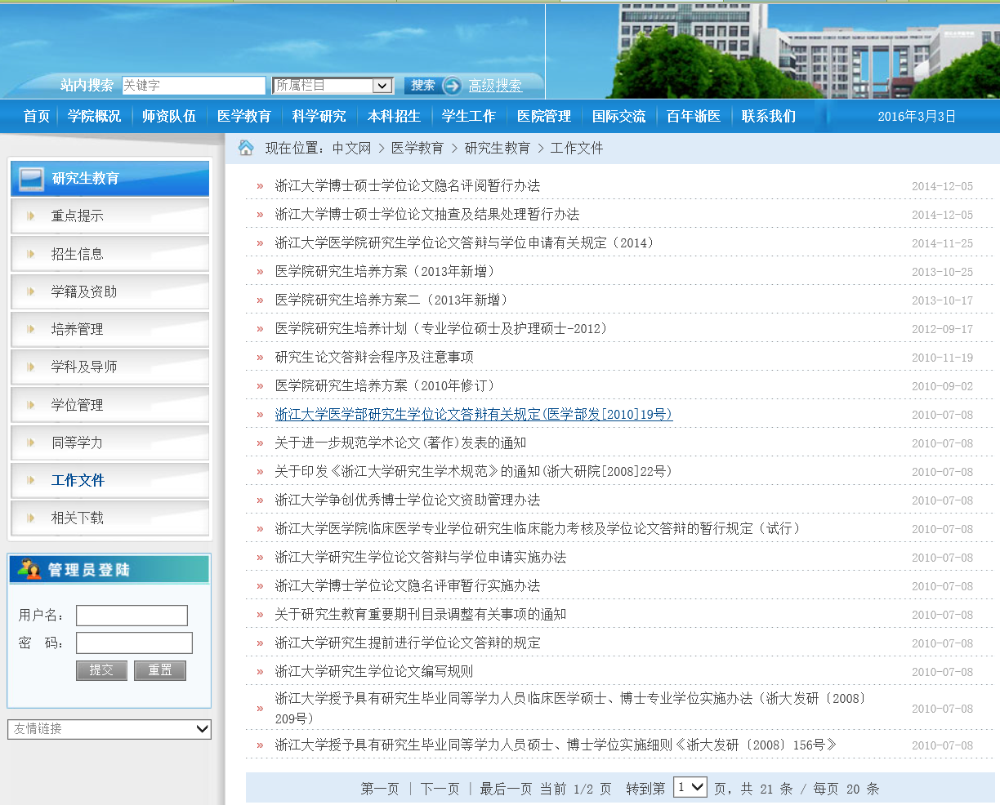 站内搜索 关键字 所属栏目 搜索 高级搜索
首页 学院概况 师资队伍 医学教育 科学研究 本科招生 学生工作 医院管理 国际交流 百年浙医 联系我们 2016年3月3日
现在位置：中文网 > 医学教育 > 研究生教育 > 工作文件
研究生教育
重点提示
招生信息
学籍及资助
培养管理
学科及导师
学位管理
同等学力
工作文件
相关下载
管理员登陆
用户名：
密 码：
提交 重置
友情链接
» 浙江大学博士硕士学位论文隐名评阅暂行办法 2014-12-05
» 浙江大学博士硕士学位论文抽查及结果处理暂行办法 2014-12-05
» 浙江大学医学院研究生学位论文答辩与学位申请有关规定（2014） 2014-11-25
» 医学院研究生培养方案（2013年新增） 2013-10-25
» 医学院研究生培养方案二（2013年新增） 2013-10-17
» 医学院研究生培养计划（专业学位硕士及护理硕士-2012） 2012-09-17
» 研究生论文答辩会程序及注意事项 2010-11-19
» 医学院研究生培养方案（2010年修订） 2010-09-02
» 浙江大学医学部研究生学位论文答辩有关规定(医学部发[2010]19号) 2010-07-08
» 关于进一步规范学术论文(著作)发表的通知 2010-07-08
» 关于印发《浙江大学研究生学术规范》的通知(浙大研院[2008]22号) 2010-07-08
» 浙江大学争创优秀博士学位论文资助管理办法 2010-07-08
» 浙江大学医学院临床医学专业学位研究生临床能力考核及学位论文答辩的暂行规定（试行） 2010-07-08
» 浙江大学研究生学位论文答辩与学位申请实施办法 2010-07-08
» 浙江大学博士学位论文隐名评审暂行实施办法 2010-07-08
» 关于研究生教育重要期刊目录调整有关事项的通知 2010-07-08
» 浙江大学研究生提前进行学位论文答辩的规定 2010-07-08
» 浙江大学研究生学位论文编写规则 2010-07-08
» 浙江大学授予具有研究生毕业同等学力人员临床医学硕士、博士专业学位实施办法（浙大发研〔2008〕
209号） 2010-07-08
» 浙江大学授予具有研究生毕业同等学力人员硕士、博士学位实施细则《浙大发研〔2008〕156号》 2010-07-08
第一页 | 下一页 | 最后一页 当前 1/2 页 转到第 1 页，共 21 条 / 每页 20 条